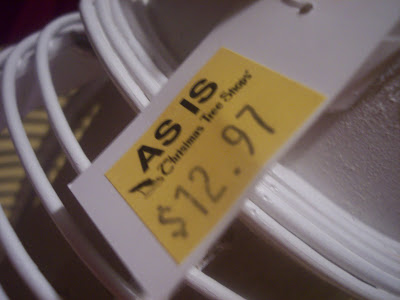 AS IS
The Christmas Tree Shops'
$12.97